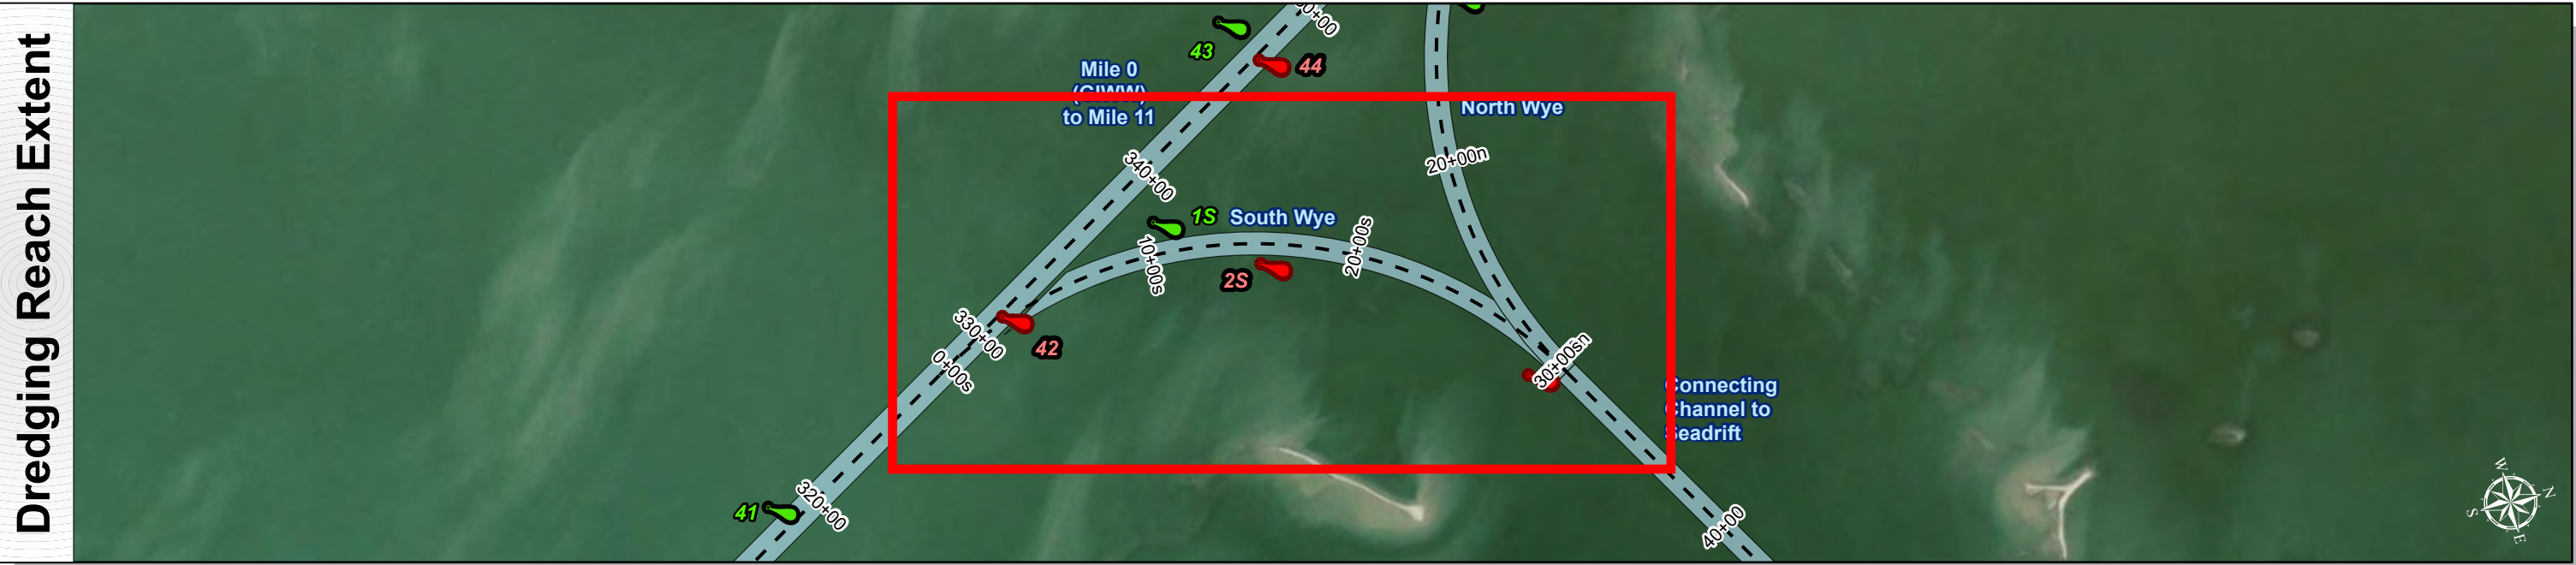 Dredging Reach Extent
43
44
Mile 0
(GIWW)
to Mile 11
North Wye
340+00
20+00n
1S
South Wye
10+00s
20+00s
2S
330+00
0+00s
42
30+00sn
Connecting
Channel to
Seadrift
41
320+00
40+00
W
N
S
E